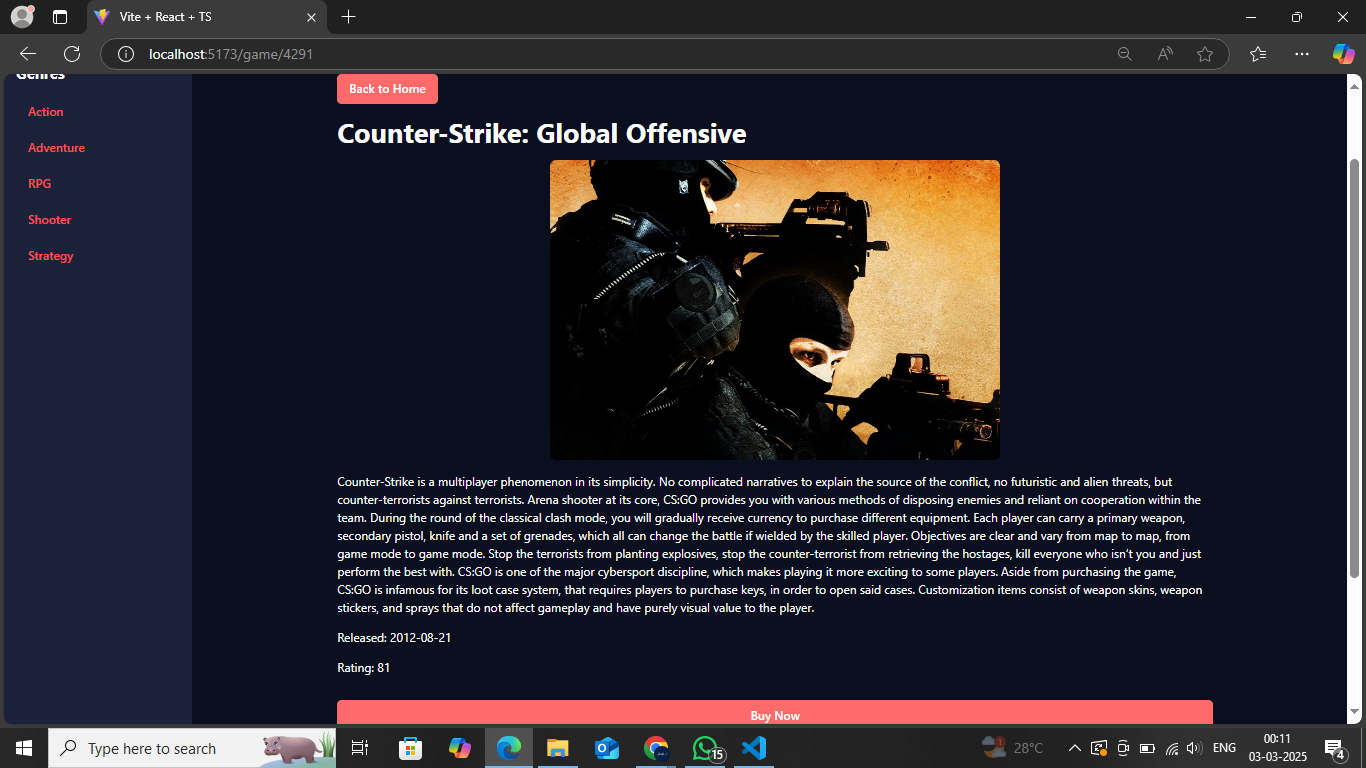 Vite + React + TS
localhost:5173/game/4291
Genres
Action
Adventure
RPG
Shooter
Strategy
Back to Home
Counter-Strike: Global Offensive
Counter-Strike is a multiplayer phenomenon in its simplicity. No complicated narratives to explain the source of the conflict, no futuristic and alien threats, but
counter-terrorists against terrorists. Arena shooter at its core, CS:GO provides you with various methods of disposing enemies and reliant on cooperation within the
team. During the round of the classical clash mode, you will gradually receive currency to purchase different equipment. Each player can carry a primary weapon,
secondary pistol, knife and a set of grenades, which all can change the battle if wielded by the skilled player. Objectives are clear and vary from map to map, from
game mode to game mode. Stop the terrorists from planting explosives, stop the counter-terrorist from retrieving the hostages, kill everyone who isn’t you and just
perform the best with. CS:GO is one of the major cybersport discipline, which makes playing it more exciting to some players. Aside from purchasing the game,
CS:GO is infamous for its loot case system, that requires players to purchase keys, in order to open said cases. Customization items consist of weapon skins, weapon
stickers, and sprays that do not affect gameplay and have purely visual value to the player.
Released: 2012-08-21
Rating: 81
Buy Now
Type here to search
15
1
28°C
ENG
00:11
03-03-2025
4